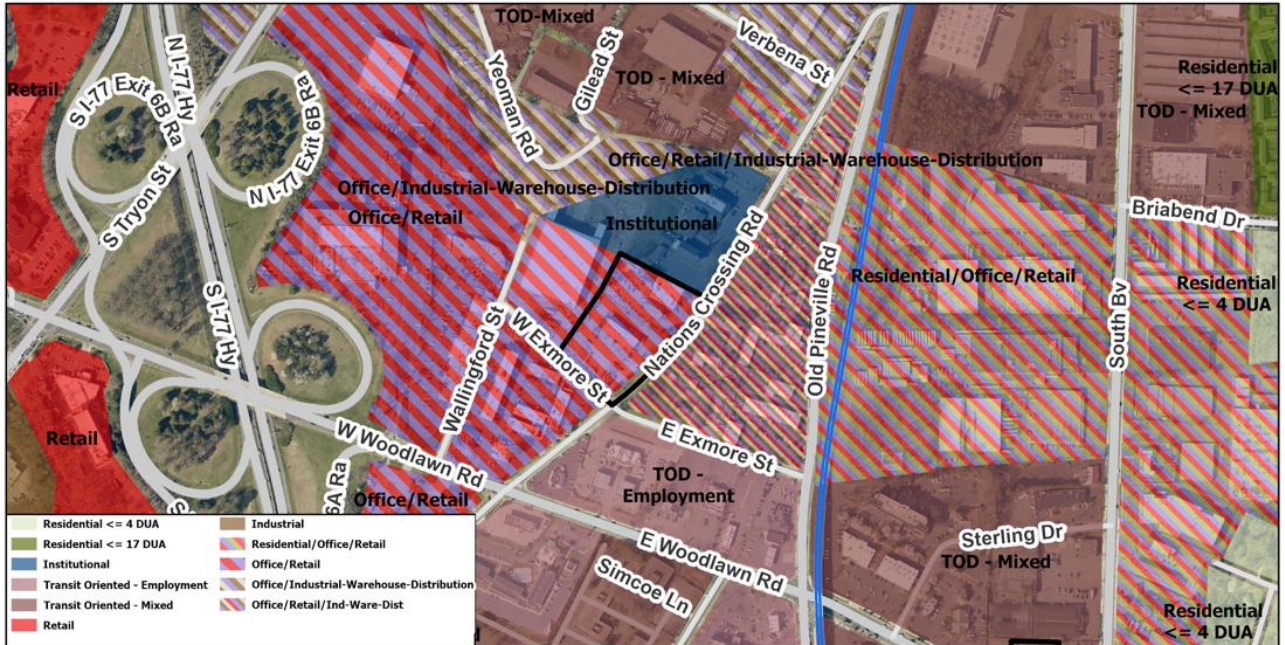 TOD-Mixed
Verbena St
N I-77 Hy
Gilead St
Retail
S I-77 Exit 6B Ra
N I-77 Exit 6B Ra
Yeoman Rd
TOD - Mixed
Residential
<= 17 DUA
TOD - Mixed
S Tryon St
Office/Retail/Industrial-Warehouse-Distribution
Office/Industrial-Warehouse-Distribution
Office/Retail
Institutional
Briabend Dr
Old Pineville Rd
Residential/Office/Retail
Residential
<= 4 DUA
S I-77 Hy
Wallingford St
W Exmore St
Nations Crossing Rd
South Bv
Retail
W Woodlawn Rd
E Exmore St
TOD -
Employment
6A Ra
Office/Retail
E Woodlawn Rd
Sterling Dr
TOD - Mixed
Simcoe Ln
Residential
<= 4 DUA
Residential <= 4 DUA
Residential <= 17 DUA
Institutional
Transit Oriented - Employment
Transit Oriented - Mixed
Retail
Industrial
Residential/Office/Retail
Office/Retail
Office/Industrial-Warehouse-Distribution
Office/Retail/Ind-Ware-Dist